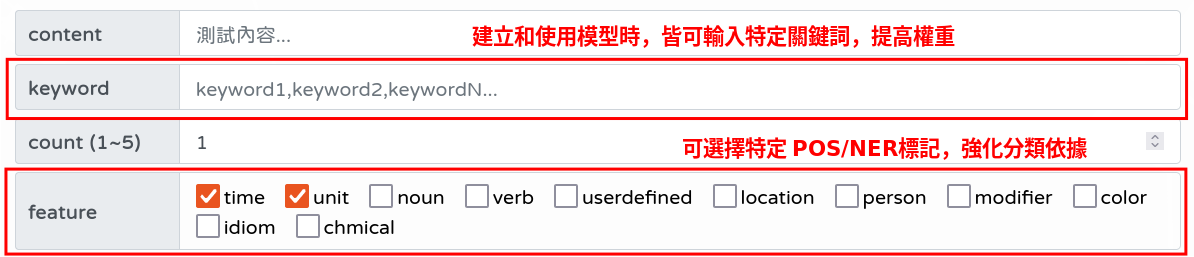 content 測試內容... 建立和使用模型時，皆可輸入特定關鍵詞，提高權重
keyword keyword1,keyword2,keywordN...
count (1~5) 1 可選擇特定 POS/NER標記，強化分類依據
feature time unit noun verb userdefined location person modifier color
idiom chmical